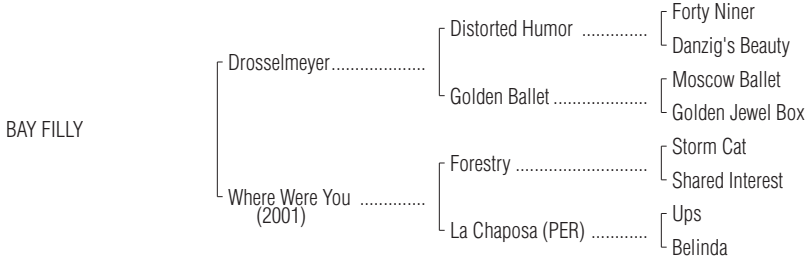 Forty Niner
Distorted Humor ..............
Danzig's Beauty
Drosselmeyer....................
Moscow Ballet
Golden Ballet ....................
Golden Jewel Box
BAY FILLY
Storm Cat
Forestry ............................
Shared Interest
Where Were You ..............
(2001)
Ups
La Chaposa (PER) ............
Belinda